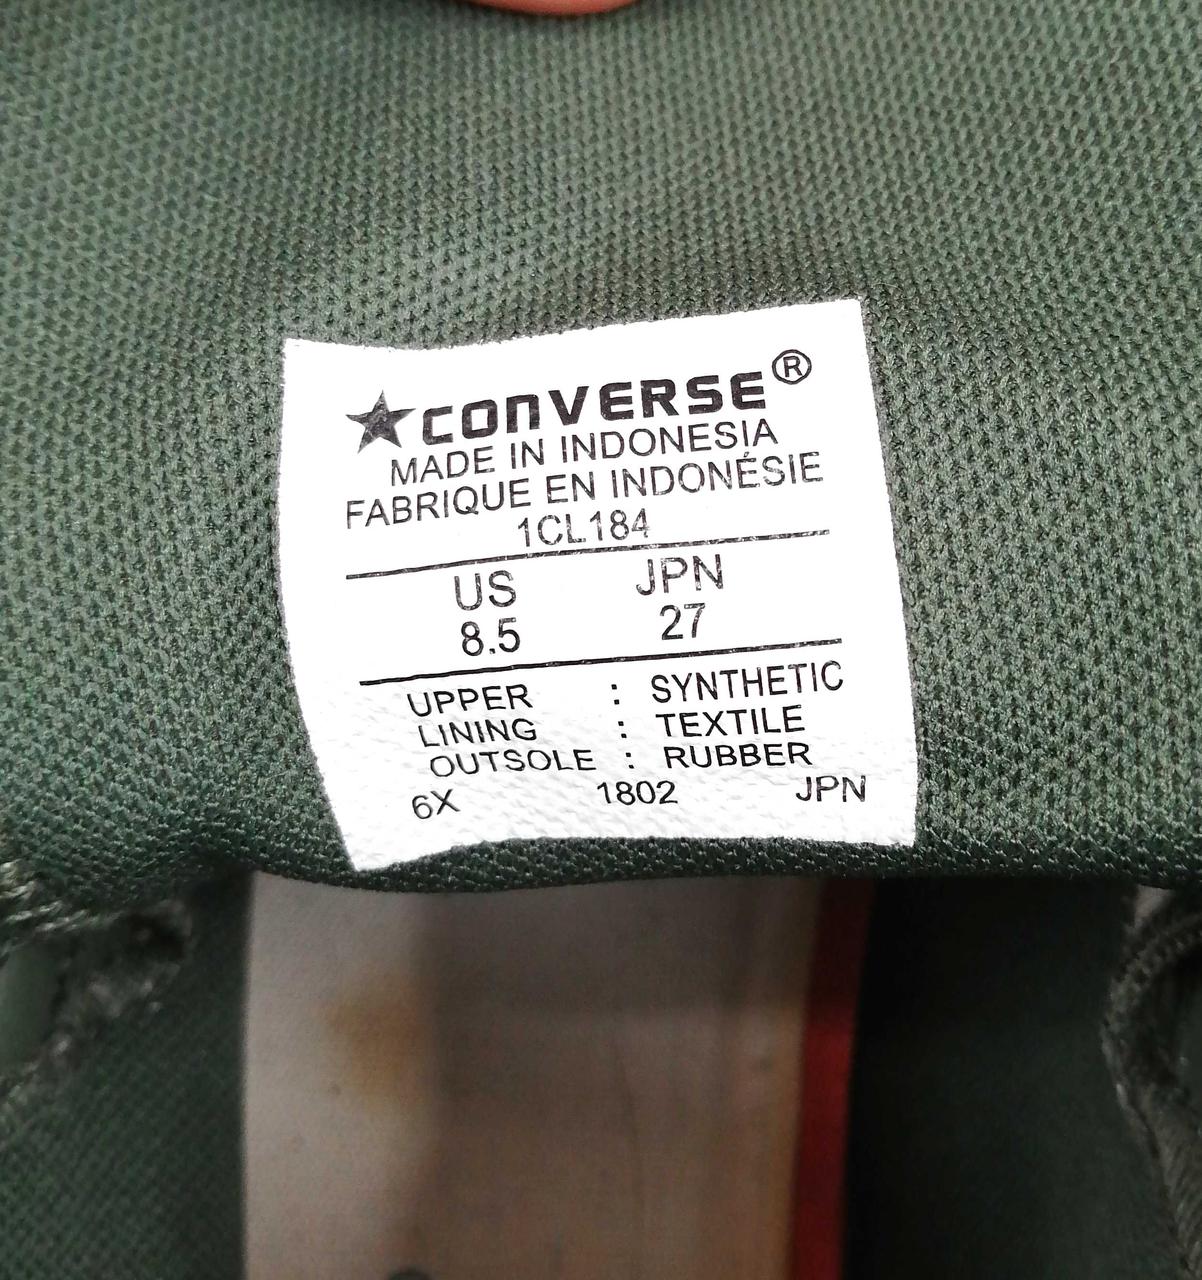 CONVERSE®
MADE IN INDONESIA
FABRIQUE EN INDONÉSIE
1CL184
US JPN
8.5 27
UPPER : SYNTHETIC
LINING : TEXTILE
OUTSOLE : RUBBER
6X 1802 JPN